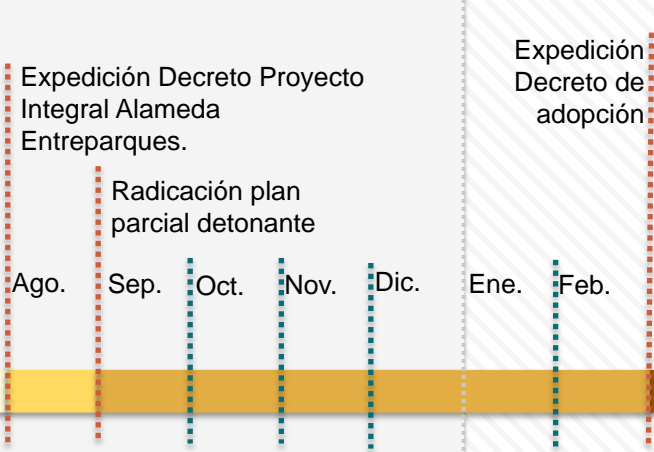 Expedición Decreto Proyecto
Integral Alameda
Entreparques.
Expedición
Decreto de
adopción
Radicación plan
parcial detonante
Ago.
Sep.
Oct.
Nov.
Dic.
Ene.
Feb.